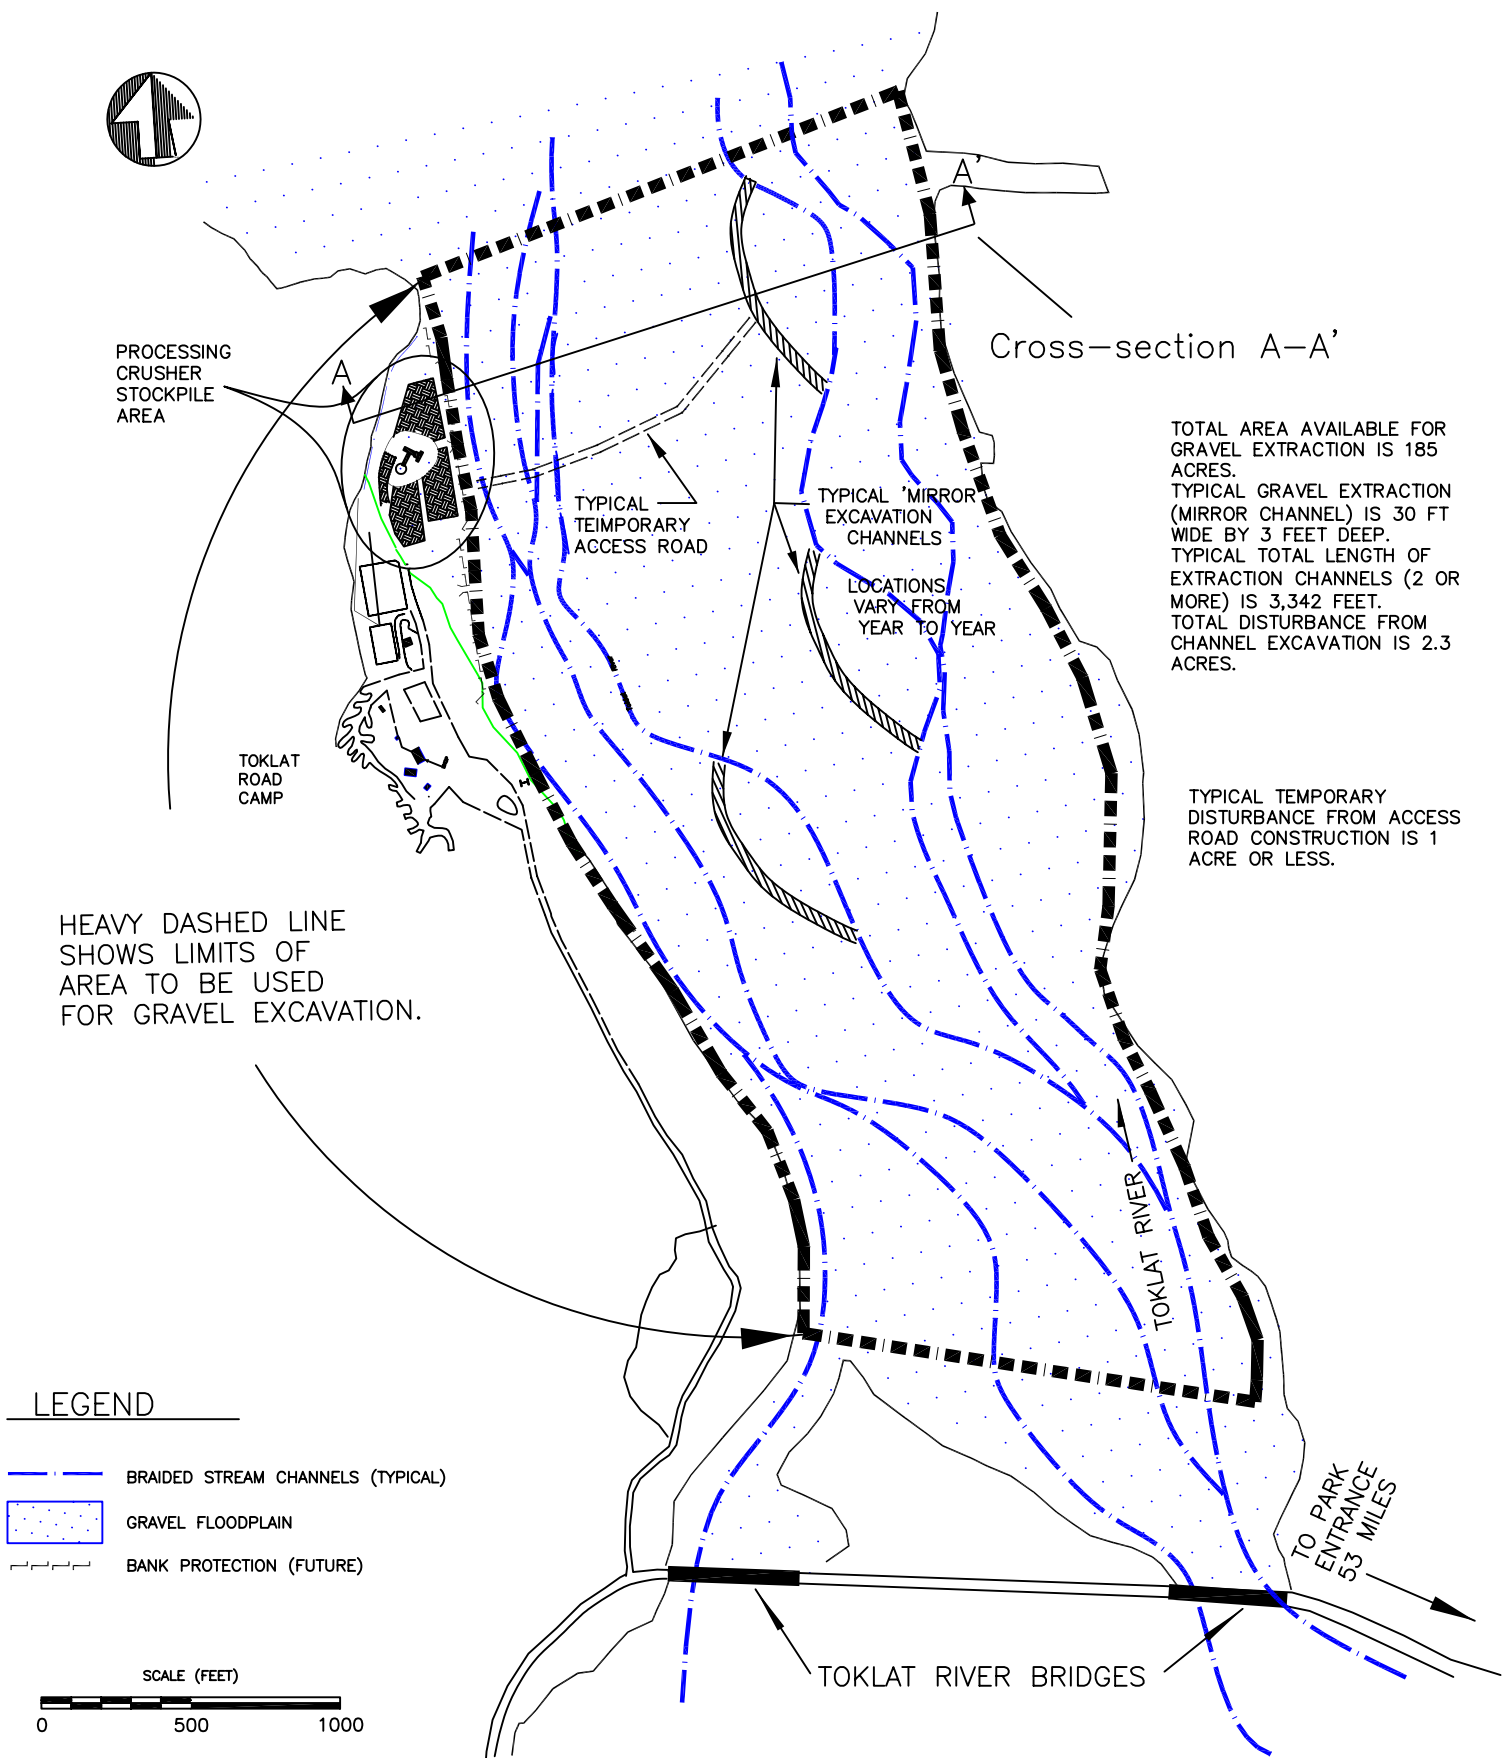 A'
Cross-section A-A'
PROCESSING
CRUSHER
STOCKPILE
AREA
A
TOTAL AREA AVAILABLE FOR
GRAVEL EXTRACTION IS 185
ACRES.
TYPICAL GRAVEL EXTRACTION
(MIRROR CHANNEL) IS 30 FT
WIDE BY 3 FEET DEEP.
TYPICAL TOTAL LENGTH OF
EXTRACTION CHANNELS (2 OR
MORE) IS 3,342 FEET.
TOTAL DISTURBANCE FROM
CHANNEL EXCAVATION IS 2.3
ACRES.
TYPICAL
TEIMPORARY
ACCESS ROAD
TYPICAL 'MIRROR
EXCAVATION
CHANNELS
LOCATIONS
VARY FROM
YEAR TO YEAR
TOKLAT
ROAD
CAMP
TYPICAL TEMPORARY
DISTURBANCE FROM ACCESS
ROAD CONSTRUCTION IS 1
ACRE OR LESS.
HEAVY DASHED LINE
SHOWS LIMITS OF
AREA TO BE USED
FOR GRAVEL EXCAVATION.
TOKLAT RIVER
LEGEND
BRAIDED STREAM CHANNELS (TYPICAL)
GRAVEL FLOODPLAIN
BANK PROTECTION (FUTURE)
TO PARK
ENTRANCE
53 MILES
TOKLAT RIVER BRIDGES
SCALE (FEET)
0 500 1000